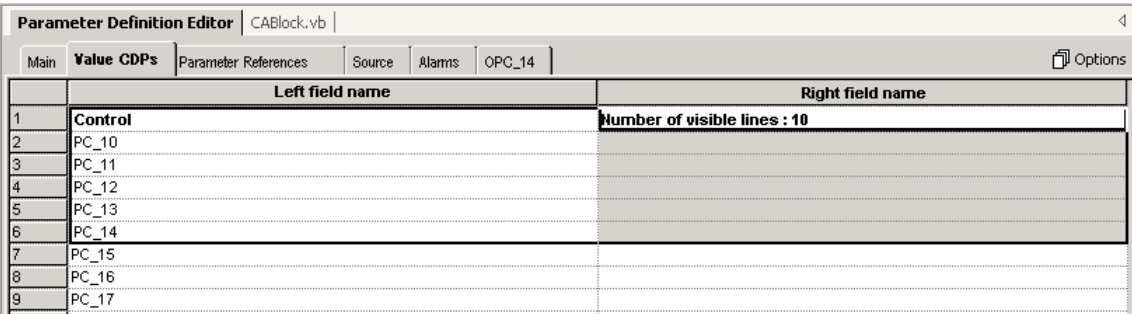 Parameter Definition Editor CABlock.vb
Main Value CDPs Parameter References Source Alarms OPC_14 Options
Left field name Right field name
1 Control Number of visible lines : 10
2 PC_10
3 PC_11
4 PC_12
5 PC_13
6 PC_14
7 PC_15
8 PC_16
9 PC_17